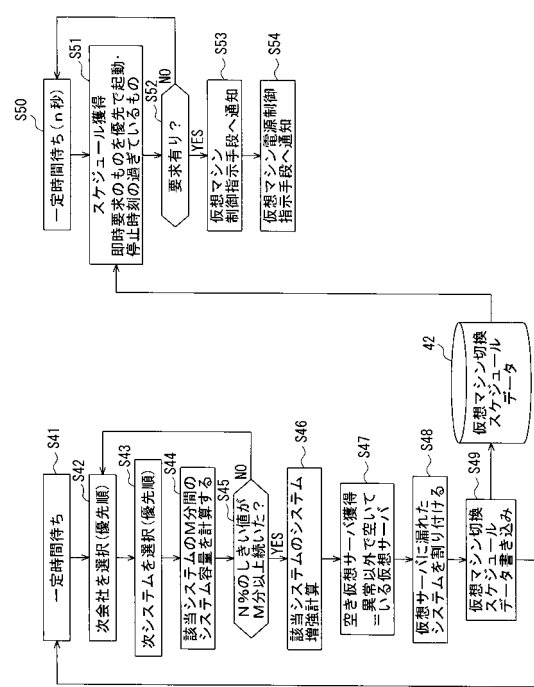 S41
一定時間待ち
S42
次会社を選択(優先順)
S43
次システムを選択(優先順)
S44
該当システムのM分間の
システム容量を計算する
S45
N%のしきい値が
M分以上続いた?
NO
YES
S46
該当システムのシステム
増強計算
S47
空き仮想サーバ獲得
=異常以外で空いて
いる仮想サーバ
S48
仮想サーバに漏れた
システムを割り付ける
S49
仮想マシン切換
スケジュール
データ書き込み
42
仮想マシン切換
スケジュール
データ
S50
一定時間待ち(n秒)
S51
スケジュール獲得
即時要求のものを優先で起動・
停止時刻の過ぎているもの
S52
要求有り?
NO
YES
S53
仮想マシン
制御指示手段へ通知
S54
仮想マシン電源制御
指示手段へ通知